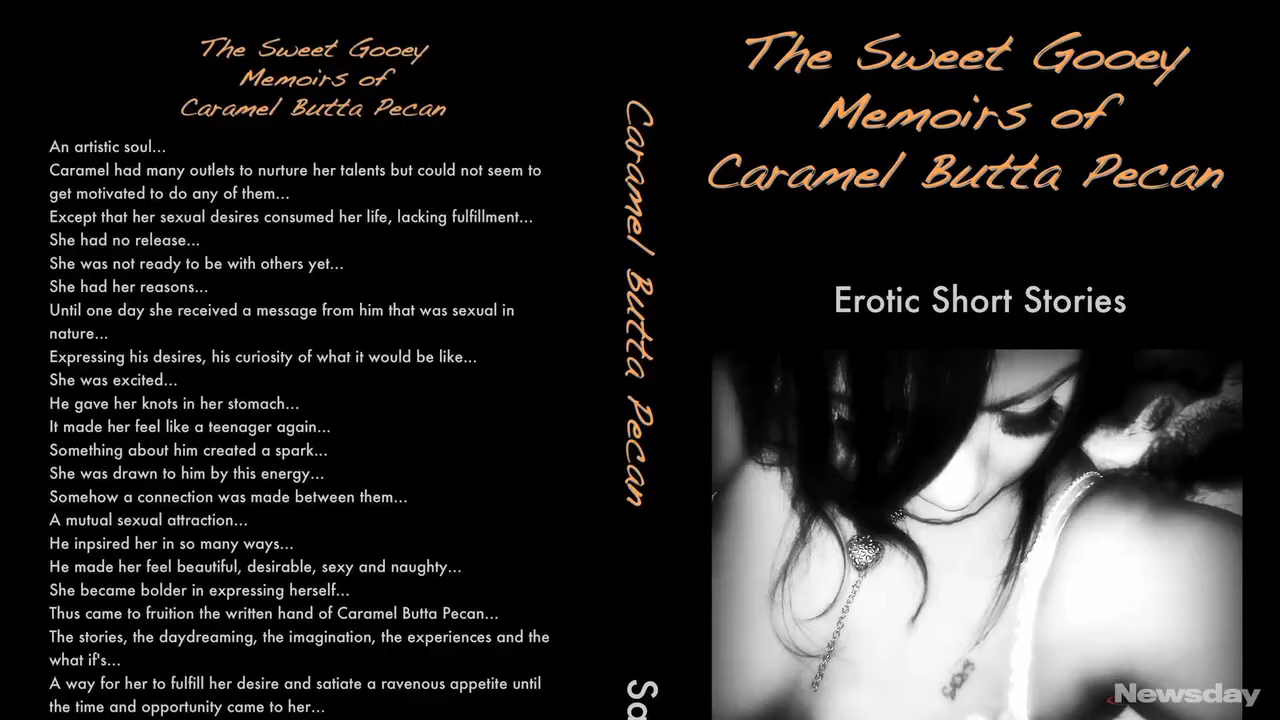 The Sweet Gooey
Memoirs of
Caramel Butta Pecan
An artistic soul...
Caramel had many outlets to nurture her talents but could not seem to
get motivated to do any of them...
Except that her sexual desires consumed her life, lacking fulfillment...
She had no release...
She was not ready to be with others yet...
She had her reasons...
Until one day she received a message from him that was sexual in
nature...
Expressing his desires, his curiosity of what it would be like...
She was excited...
He gave her knots in her stomach...
It made her feel like a teenager again...
Something about him created a spark...
She was drawn to him by this energy...
Somehow a connection was made between them...
A mutual sexual attraction...
He inpsired her in so many ways...
He made her feel beautiful, desirable, sexy and naughty...
She became bolder in expressing herself...
Thus came to fruition the written hand of Caramel Butta Pecan...
The stories, the daydreaming, the imagination, the experiences and the
what if's...
A way for her to fulfill her desire and satiate a ravenous appetite until
the time and opportunity came to her...
Caramel Butta Pecan
The Sweet Gooey
Memoirs of
Caramel Butta Pecan
Erotic Short Stories
Newsday